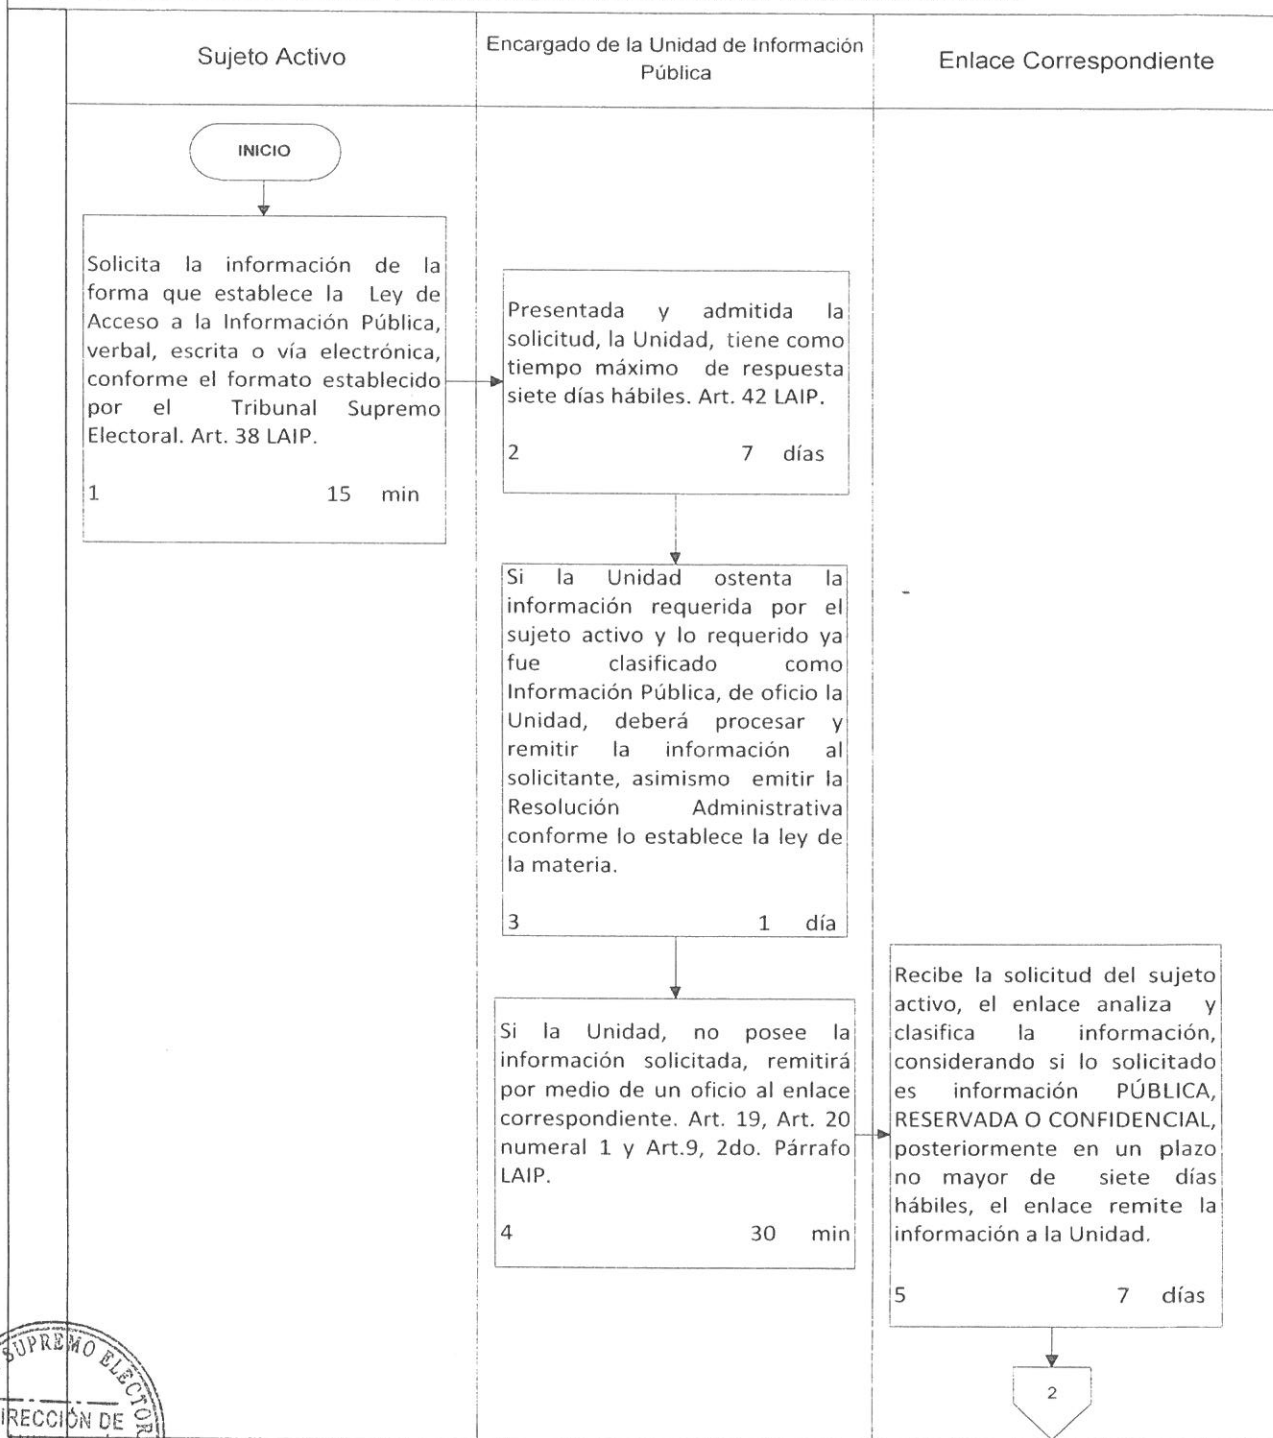 Sujeto Activo
Encargado de la Unidad de Información
Pública
Enlace Correspondiente
INICIO
Solicita la información de la
forma que establece la Ley de
Acceso a la Información Pública,
verbal, escrita o vía electrónica,
conforme el formato establecido
por el Tribunal Supremo
Electoral. Art. 38 LAIP.
1 15 min
Presentada y admitida la
solicitud, la Unidad, tiene como
tiempo máximo de respuesta
siete días hábiles. Art. 42 LAIP.
2 7 días
Si la Unidad ostenta la
información requerida por el
sujeto activo y lo requerido ya
fue clasificado como
Información Pública, de oficio la
Unidad, deberá procesar y
remitir la información al
solicitante, asimismo emitir la
Resolución Administrativa
conforme lo establece la ley de
la materia.
3 1 día
Si la Unidad, no posee la
información solicitada, remitirá
por medio de un oficio al enlace
correspondiente. Art. 19, Art. 20
numeral 1 y Art.9, 2do. Párrafo
LAIP.
4 30 min
Recibe la solicitud del sujeto
activo, el enlace analiza y
clasifica la información,
considerando si lo solicitado
es información PÚBLICA,
RESERVADA O CONFIDENCIAL,
posteriormente en un plazo
no mayor de siete días
hábiles, el enlace remite la
información a la Unidad.
5 7 días
2
SUPREMO ELECTOR
IRECCIÓN DE